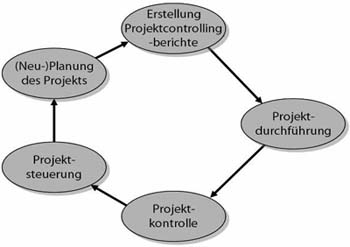 Erstellung
Projektcontrolling
-berichte
Projekt-
durchführung
Projekt-
kontrolle
Projekt-
steuerung
(Neu-)Planung
des Projekts